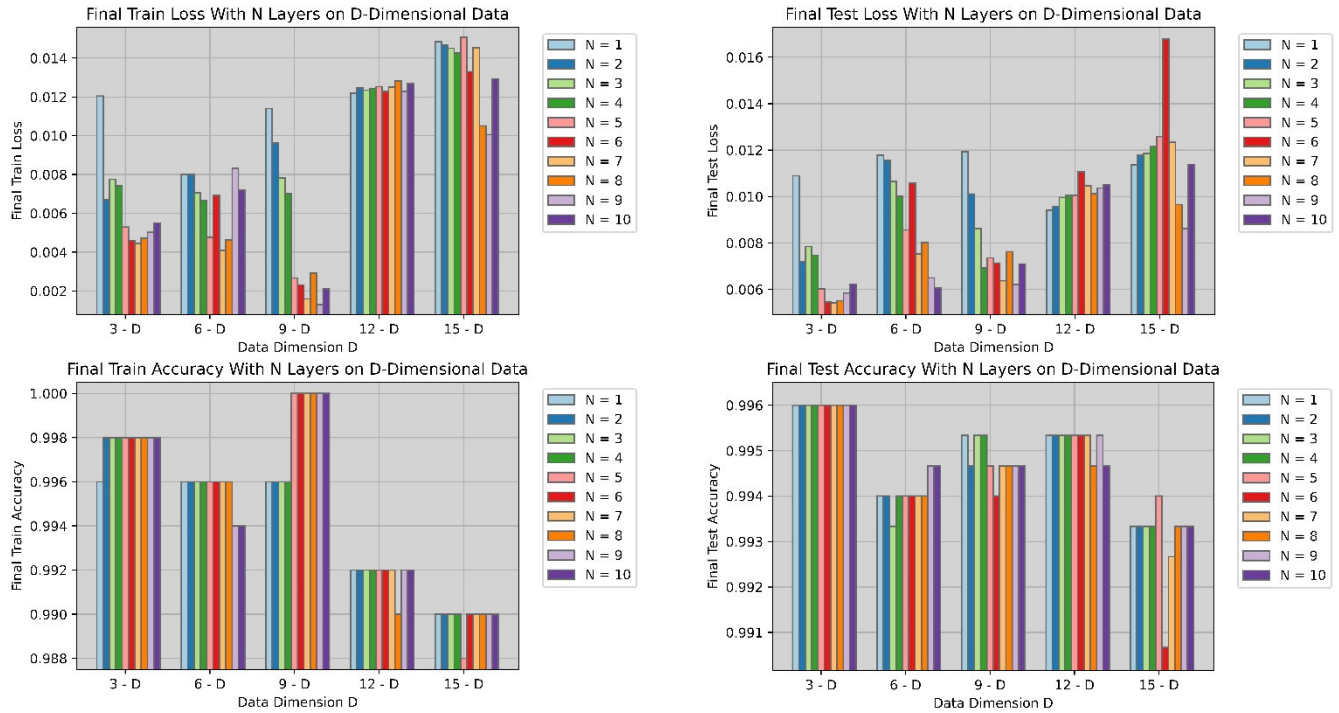 Final Train Loss With N Layers on D-Dimensional Data
Final Train Loss
0.014
0.012
0.010
0.008
0.006
0.004
0.002
3 - D
6 - D
9 - D
12 - D
15 - D
Data Dimension D
N = 1
N = 2
N = 3
N = 4
N = 5
N = 6
N = 7
N = 8
N = 9
N = 10
Final Test Loss With N Layers on D-Dimensional Data
Final Test Loss
0.016
0.014
0.012
0.010
0.008
0.006
3 - D
6 - D
9 - D
12 - D
15 - D
Data Dimension D
N = 1
N = 2
N = 3
N = 4
N = 5
N = 6
N = 7
N = 8
N = 9
N = 10
Final Train Accuracy With N Layers on D-Dimensional Data
Final Train Accuracy
1.000
0.998
0.996
0.994
0.992
0.990
0.988
3 - D
6 - D
9 - D
12 - D
15 - D
Data Dimension D
N = 1
N = 2
N = 3
N = 4
N = 5
N = 6
N = 7
N = 8
N = 9
N = 10
Final Test Accuracy With N Layers on D-Dimensional Data
Final Test Accuracy
0.996
0.995
0.994
0.993
0.992
0.991
3 - D
6 - D
9 - D
12 - D
15 - D
Data Dimension D
N = 1
N = 2
N = 3
N = 4
N = 5
N = 6
N = 7
N = 8
N = 9
N = 10